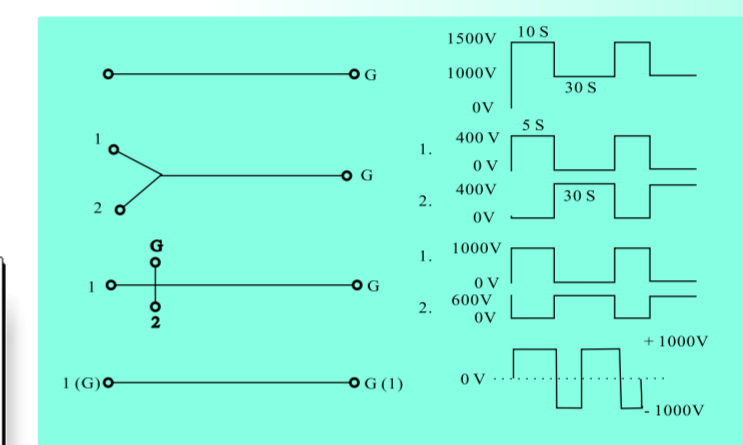 1500V 10 S
G 1000V
30 S
0V
5 S
1 1. 400 V
G 0 V
2 2. 400V 30 S
0V
G 1. 1000V
1 G 0 V
2. 600V
2 0V
+ 1000V
1 (G) G (1) 0 V
- 1000V